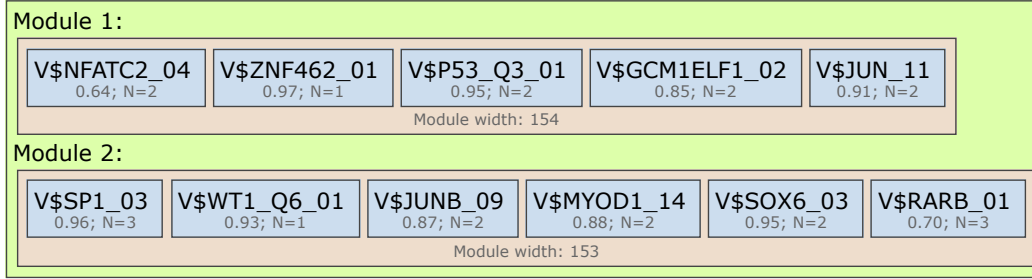 Module 1:
V$NFATC2_04 V$ZNF462_01 V$P53_Q3_01 V$GCM1ELF1_02 V$JUN_11
0.64; N=2 0.97; N=1 0.95; N=2 0.85; N=2 0.91; N=2
Module width: 154
Module 2:
V$SP1_03 V$WT1_Q6_01 V$JUNB_09 V$MYOD1_14 V$SOX6_03 V$RARB_01
0.96; N=3 0.93; N=1 0.87; N=2 0.88; N=2 0.95; N=2 0.70; N=3
Module width: 153